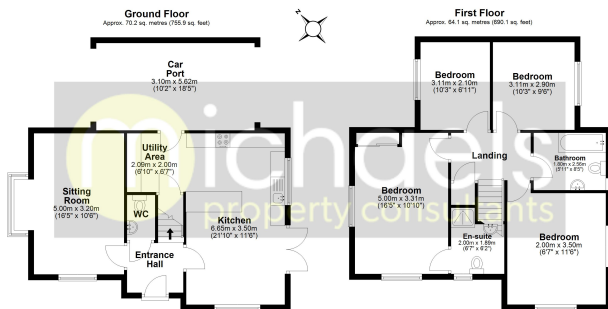 Ground Floor
Approx. 70.2 sq. metres (755.9 sq. feet)
N
First Floor
Approx. 64.1 sq. metres (690.1 sq. feet)
Car
Port
3.10m x 5.62m
(10'2" x 18'5")
Bedroom
3.11m x 2.10m
(10'3" x 6'11")
Bedroom
3.11m x 2.90m
(10'3" x 9'6")
michaels
property consultants
Utility
Area
2.09m x 2.00m
(6'10" x 6'7")
Sitting
Room
5.00m x 3.20m
(16'5" x 10'6")
WC
Kitchen
6.65m x 3.50m
(21'10" x 11'6")
Entrance
Hall
Landing
Bathroom
1.80m x 2.56m
(5'11" x 8'5")
Bedroom
5.00m x 3.31m
(16'5" x 10'10")
En-suite
2.00m x 1.89m
(6'7" x 6'2")
Bedroom
2.00m x 3.50m
(6'7" x 11'6")